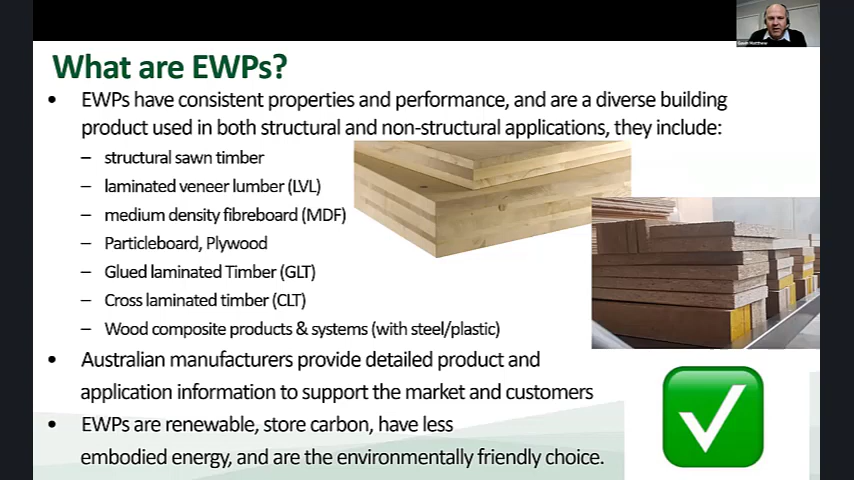 Gavin Matthew
What are EWPs?
• EWPs have consistent properties and performance, and are a diverse building
product used in both structural and non-structural applications, they include:
– structural sawn timber
– laminated veneer lumber (LVL)
– medium density fibreboard (MDF)
– Particleboard, Plywood
– Glued laminated Timber (GLT)
– Cross laminated timber (CLT)
– Wood composite products & systems (with steel/plastic)
• Australian manufacturers provide detailed product and
application information to support the market and customers
• EWPs are renewable, store carbon, have less
embodied energy, and are the environmentally friendly choice.